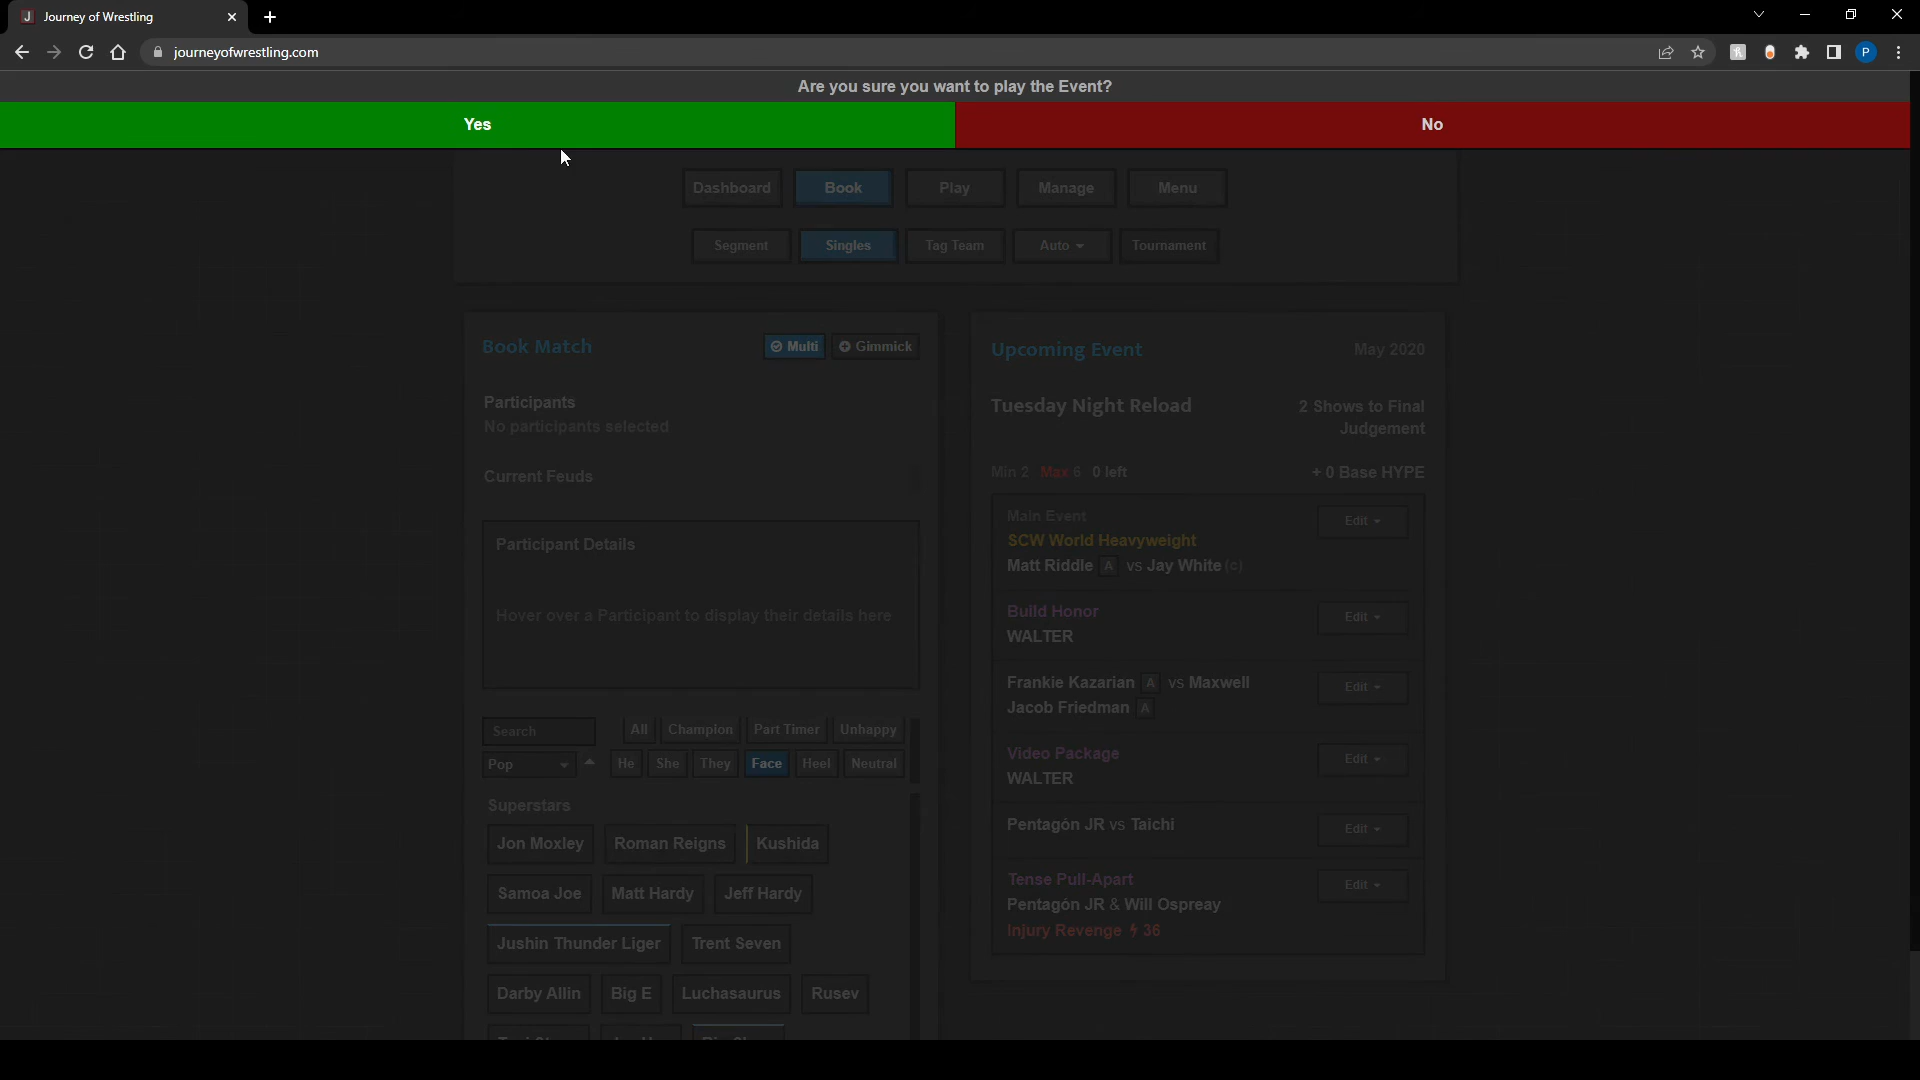 J Journey of Wrestling
journeyofwrestling.com
P
Are you sure you want to play the Event?
Yes No
Dashboard Book Play Manage Menu
Segment Singles Tag Team Auto Tournament
Book Match Multi Gimmick
Participants
No participants selected
Current Feuds
Participant Details
Hover over a Participant to display their details here
Search All Champion Part Timer Unhappy
Pop He She They Face Heel Neutral
Superstars
Jon Moxley Roman Reigns Kushida
Samoa Joe Matt Hardy Jeff Hardy
Jushin Thunder Liger Trent Seven
Darby Allin Big E Luchasaurus Rusev
Upcoming Event May 2020
Tuesday Night Reload 2 Shows to Final
Judgement
Min 2 Max 6 0 left + 0 Base HYPE
Main Event Edit
SCW World Heavyweight
Matt Riddle A vs Jay White (c)
Build Honor Edit
WALTER
Frankie Kazarian A vs Maxwell Edit
Jacob Friedman A
Video Package Edit
WALTER
Pentagón JR vs Taichi Edit
Tense Pull-Apart Edit
Pentagón JR & Will Ospreay
Injury Revenge 36